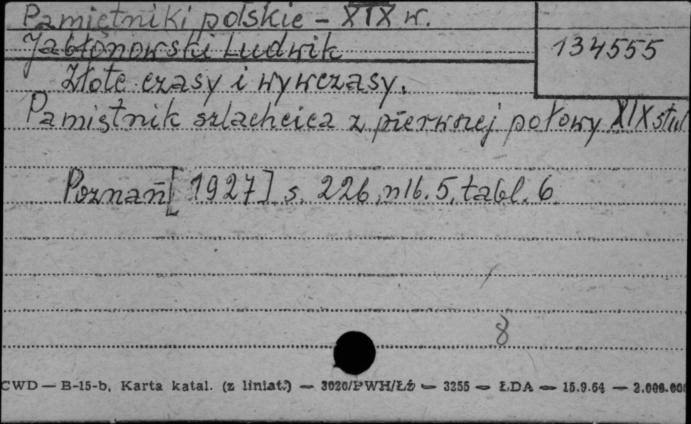 Pamiętniki polskie - XIX w.
Jabłonowski Ludwik
134555
Złote czasy i wywczasy.
Pamiętnik szlachcica z pierwszej połowy XIX stul
Poznań [1927] s. 226, nlb. 5, tabl. 6
8
CWD — B-15-b, Karta katal. (z liniat.) — 3020/PWH/Łż — 3255 — ŁDA — 15.9.64 — 2.000.000